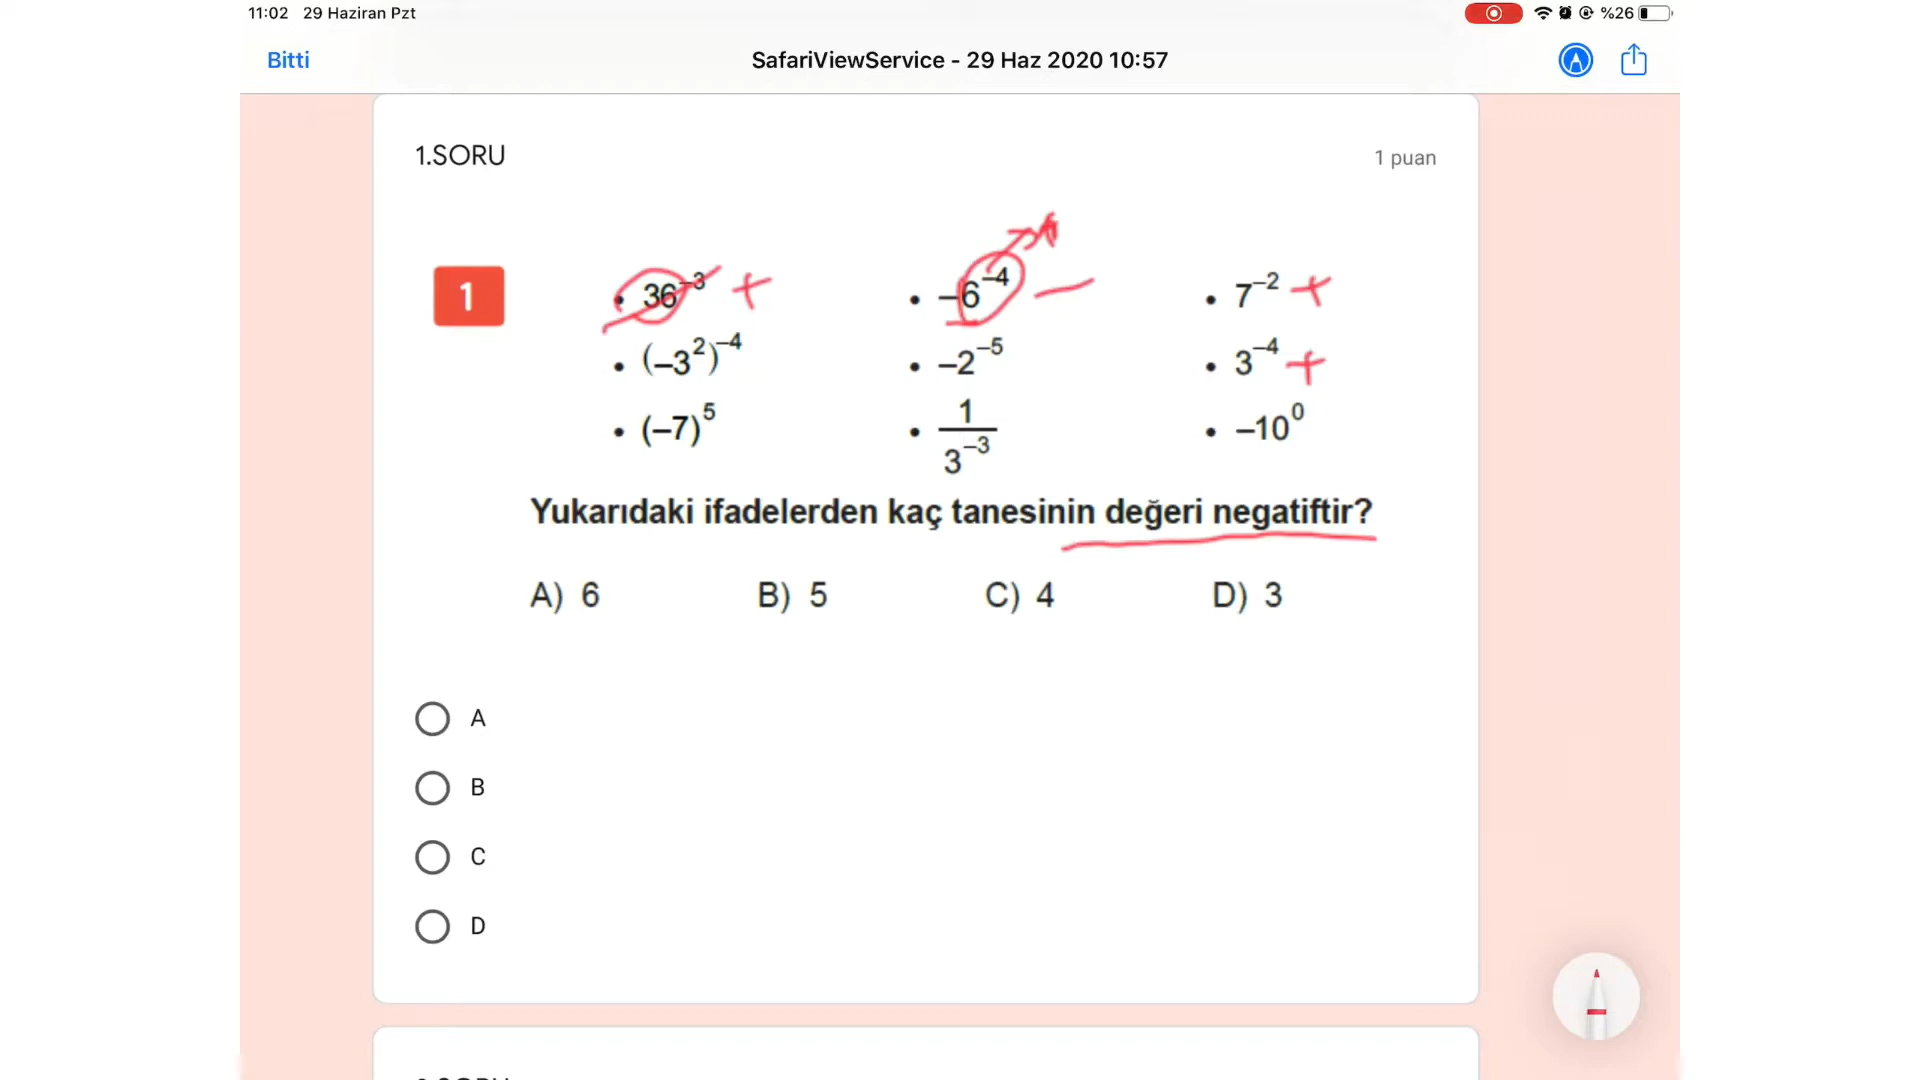 11:02 29 Haziran Pzt %26
Bitti SafariViewService - 29 Haz 2020 10:57
1.SORU 1 puan
1
• 36⁻³ + • –6⁻⁴ — • 7⁻² +
• (–3²)⁻⁴ • –2⁻⁵ • 3⁻⁴ +
• (–7)⁵ • 1/3⁻³ • –10⁰
Yukarıdaki ifadelerden kaç tanesinin değeri negatiftir?
A) 6 B) 5 C) 4 D) 3
A
B
C
D